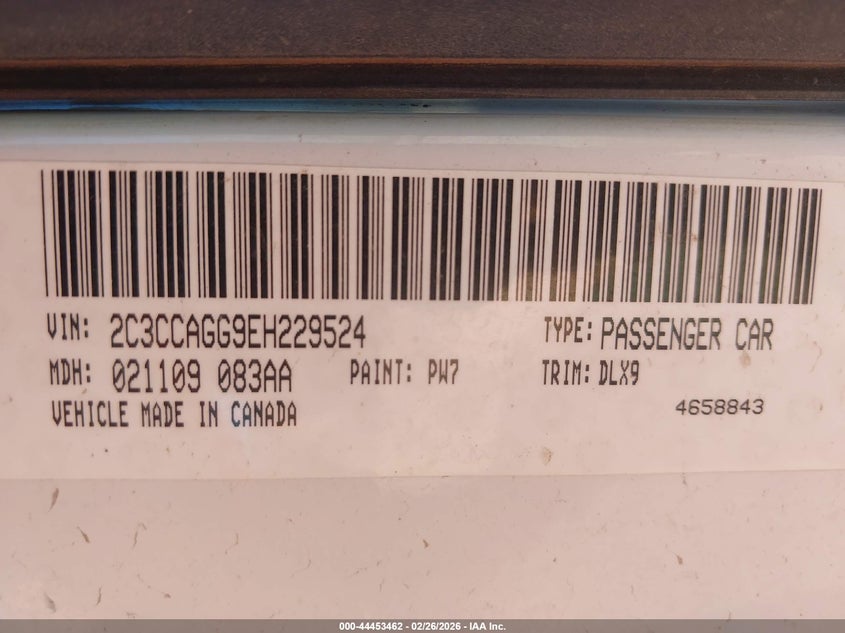 VIN: 2C3CCAGG9EH229524 TYPE: PASSENGER CAR
MDH: 021109 083AA PAINT: PW7 TRIM: DLX9
VEHICLE MADE IN CANADA 4658843
000-44453462 - 02/26/2026 - IAA Inc.